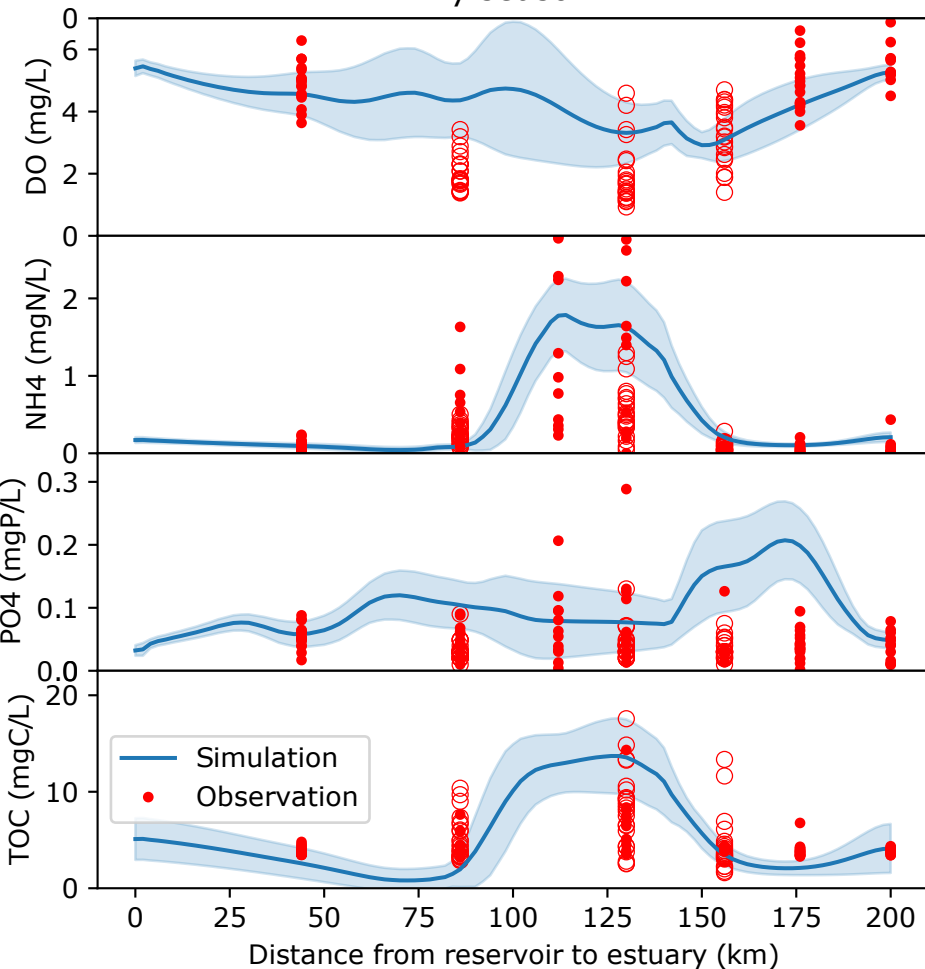 0
6
4
2
0
DO (mg/L)
2
1
0
NH4 (mgN/L)
0.3
0.2
0.1
0.0
PO4 (mgP/L)
20
10
0
TOC (mgC/L)
Simulation
Observation
0 25 50 75 100 125 150 175 200
Distance from reservoir to estuary (km)